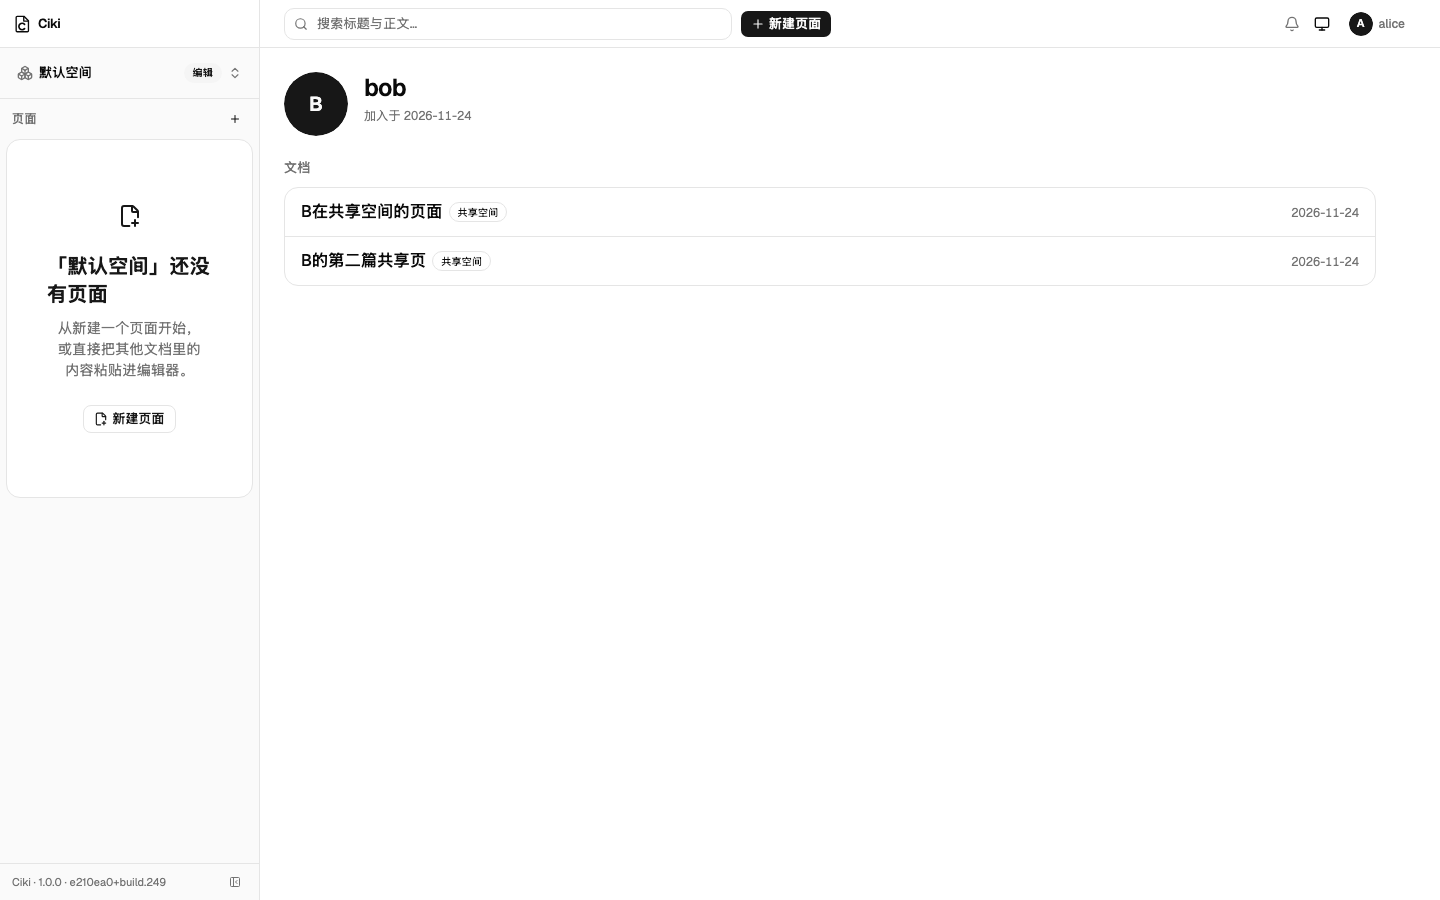 Ciki
搜索标题与正文...
新建页面
A
alice
默认空间
编辑
页面
「默认空间」还没
有页面
从新建一个页面开始，
或直接把其他文档里的
内容粘贴进编辑器。
新建页面
B
bob
加入于 2026-11-24
文档
B在共享空间的页面
共享空间
2026-11-24
B的第二篇共享页
共享空间
2026-11-24
Ciki · 1.0.0 · e210ea0+build.249